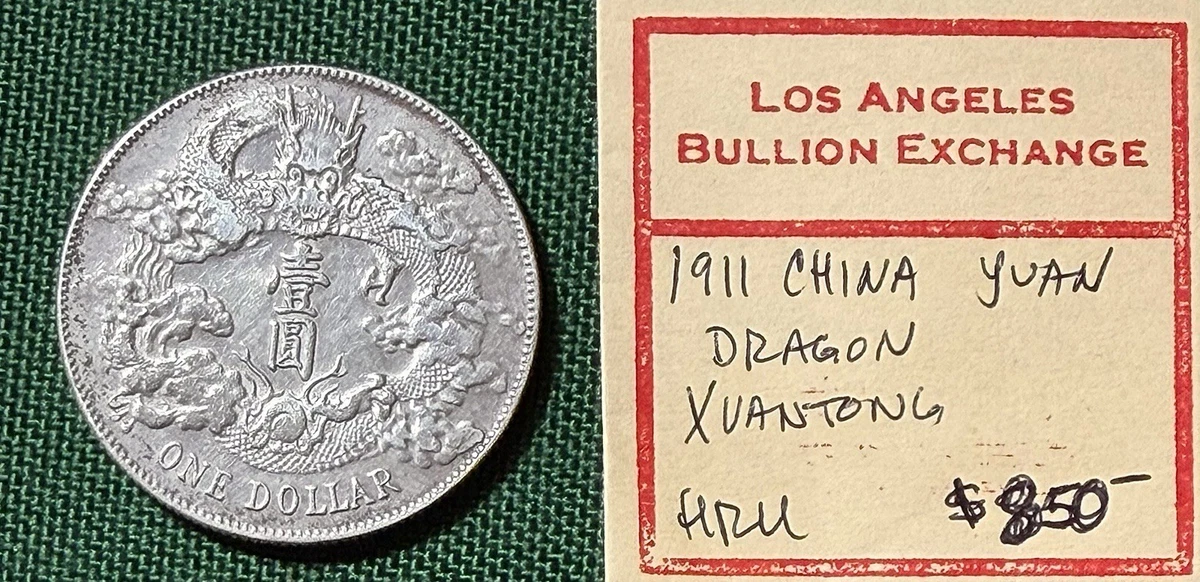 壹圓
ONE DOLLAR
LOS ANGELES
BULLION EXCHANGE
1911 CHINA YUAN
DRAGON
XUANTONG
$850-